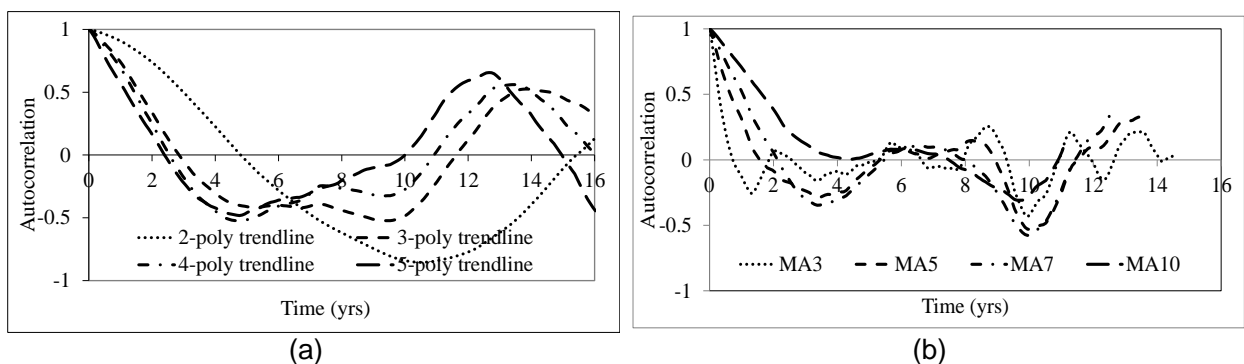 1
0.5
0
-0.5
-1
0 2 4 6 8 10 12 14 16
Autocorrelation
Time (yrs)
2-poly trendline 3-poly trendline
4-poly trendline 5-poly trendline
(a)
1
0.5
0
-0.5
-1
0 2 4 6 8 10 12 14 16
Autocorrelation
MA3 MA5 MA7 MA10
Time (yrs)
(b)